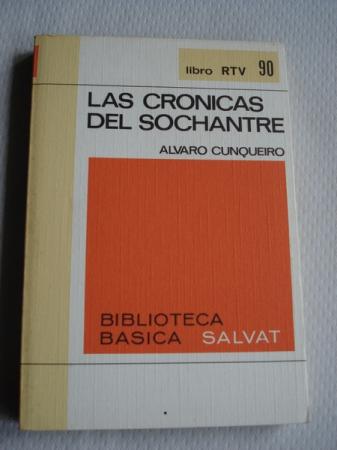 libro RTV 90
LAS CRONICAS
DEL SOCHANTRE
ALVARO CUNQUEIRO
BIBLIOTECA
BASICA SALVAT